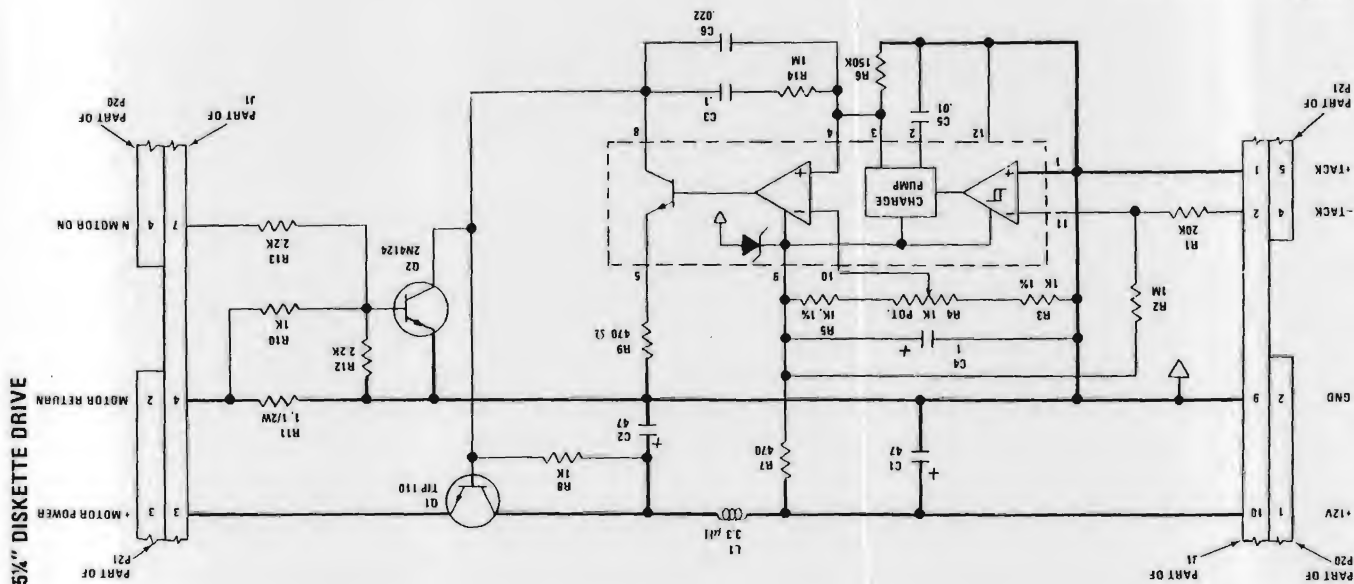 5¼" DISKETTE DRIVE
PART OF
P20
PART OF
J1
+12V
1
10
GND
2
9
-TACK
4
2
+TACK
5
1
PART OF
P21
L1
3.3 µH
C1
47
+
R7
470
C2
47
+
R8
1K
Q1
TIP 110
PART OF
P21
+ MOTOR POWER
3
3
R11
1, 1/2W
MOTOR RETURN
4
2
R2
1M
C4
1
+
R3
1K
1%
R4
1K
POT.
R5
1K, 1%
R9
470 Ω
R12
2.2K
R10
1K
Q2
2N4124
R13
2.2K
N MOTOR ON
7
4
R1
20K
11
1
-
+
CHARGE
PUMP
9
10
5
-
+
12
2
3
4
8
C5
.01
R6
150K
R14
1M
C3
.1
C6
.022
PART OF
J1
PART OF
P20